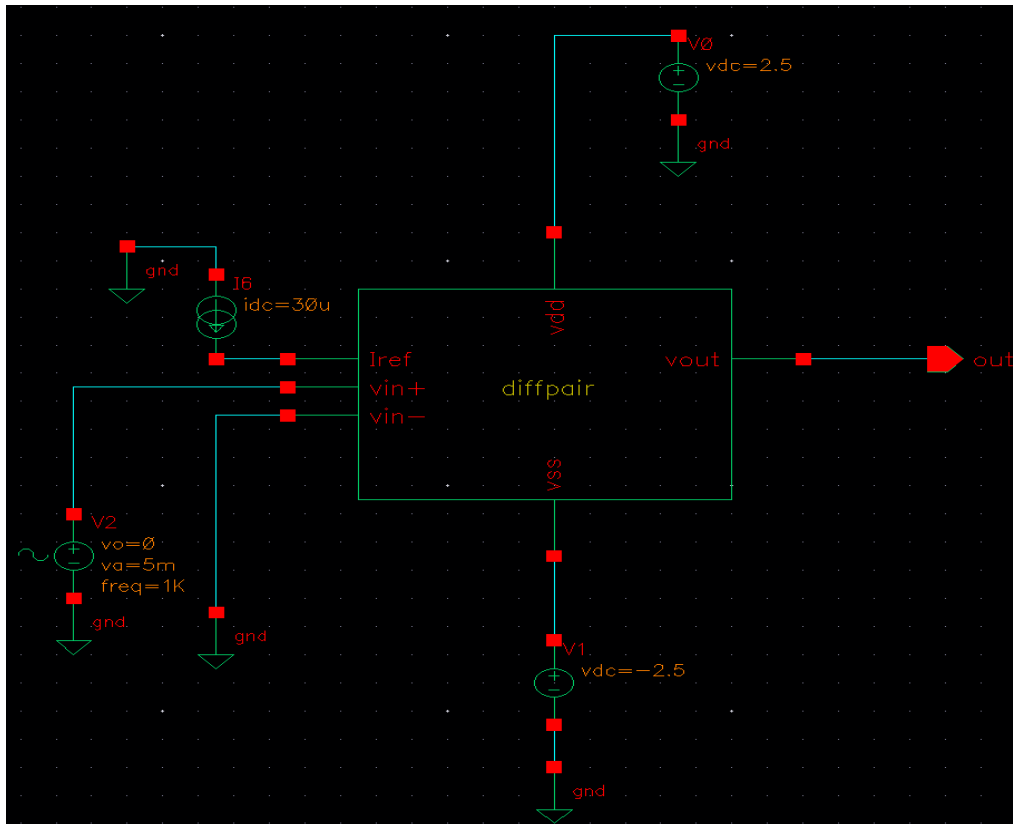 V0
vdc=2.5
gnd
gnd
I6
idc=30u
vdd
Iref
vout
out
vin+
diffpair
vin-
vss
V2
vo=0
va=5m
freq=1K
gnd
gnd
V1
vdc=-2.5
gnd